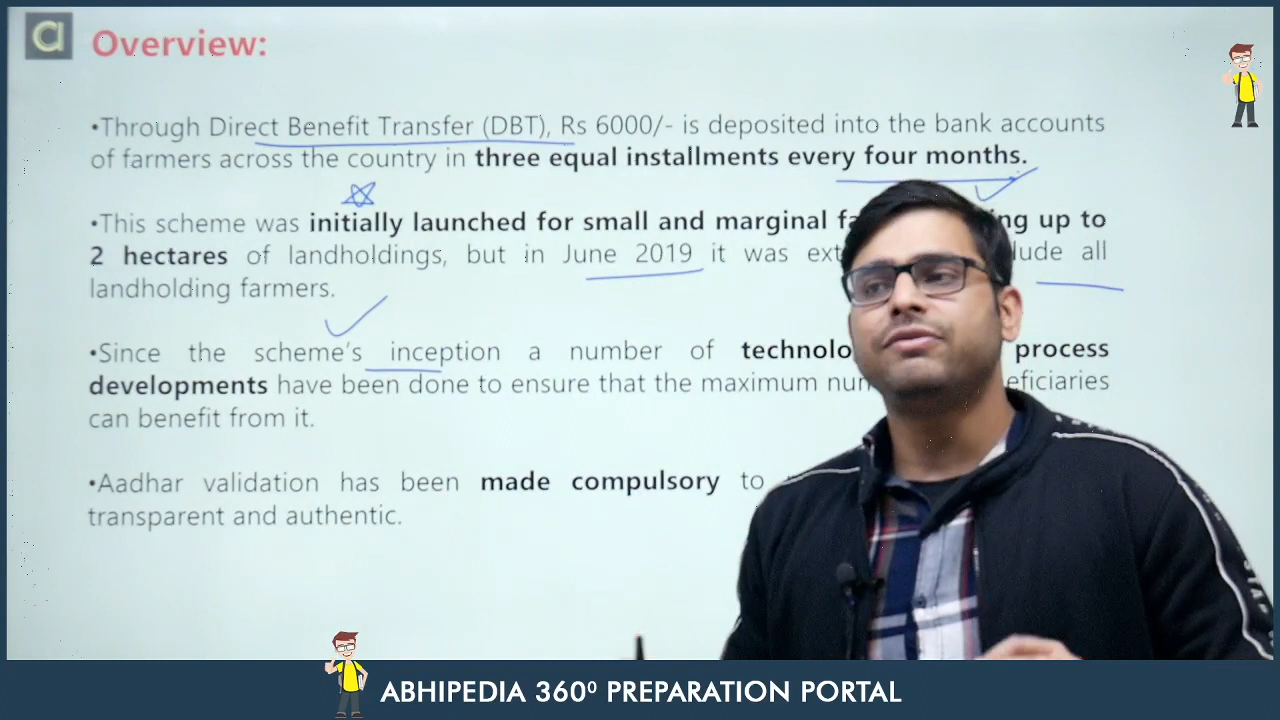 a
Overview:
•Through Direct Benefit Transfer (DBT), Rs 6000/- is deposited into the bank accounts
of farmers across the country in three equal installments every four months.
•This scheme was initially launched for small and marginal up to
2 hectares of landholdings, but in June 2019 it was all
landholding farmers.
•Since the scheme's inception a number of process
developments have been done to ensure that the maximum
can benefit from it.
•Aadhar validation has been made compulsory to
transparent and authentic.
ABHIPEDIA 360⁰ PREPARATION PORTAL